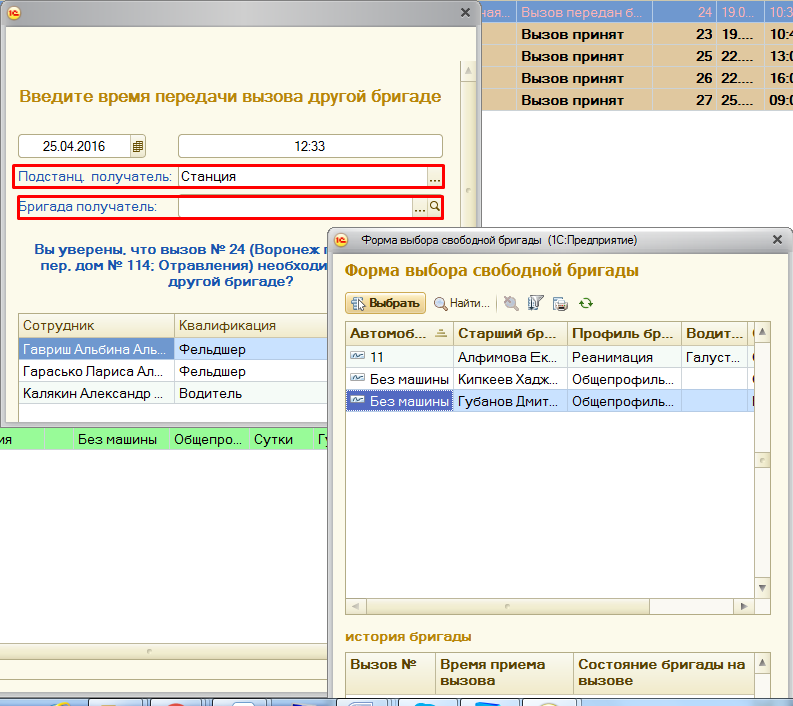 ная...
Вызов передан б...
24
19.0...
10:3
Вызов принят
23
19....
10:4
Вызов принят
25
22....
13:0
Вызов принят
26
22....
16:0
Вызов принят
27
25....
09:0
Введите время передачи вызова другой бригаде
25.04.2016
12:33
Подстанц. получатель:
Станция
...
Бригада получатель:
...
Вы уверены, что вызов № 24 (Воронеж
пер, дом № 114; Отравления) необходи
другой бригаде?
Сотрудник
Квалификация
Гавриш Альбина Аль...
Фельдшер
Гарасько Лариса Ал...
Фельдшер
Калякин Александр ...
Водитель
ия
Без машины
Общепро...
Сутки
Форма выбора свободной бригады (1С:Предприятие)
Форма выбора свободной бригады
Выбрать
Найти...
Автомоб...
Старший бр...
Профиль бр...
Водит...
11
Алфимова Ек...
Реанимация
Галуст...
Без машины
Кипкеев Хадж...
Общепрофиль...
Без машины
Губанов Дмит...
Общепрофиль...
история бригады
Вызов №
Время приема
вызова
Состояние бригады на
вызове